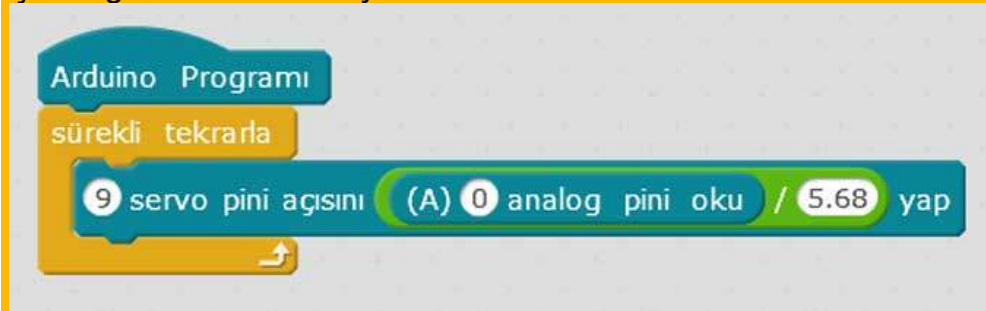 Arduino Programı
sürekli tekrarla
9 servo pini açısını (A) 0 analog pini oku / 5.68 yap